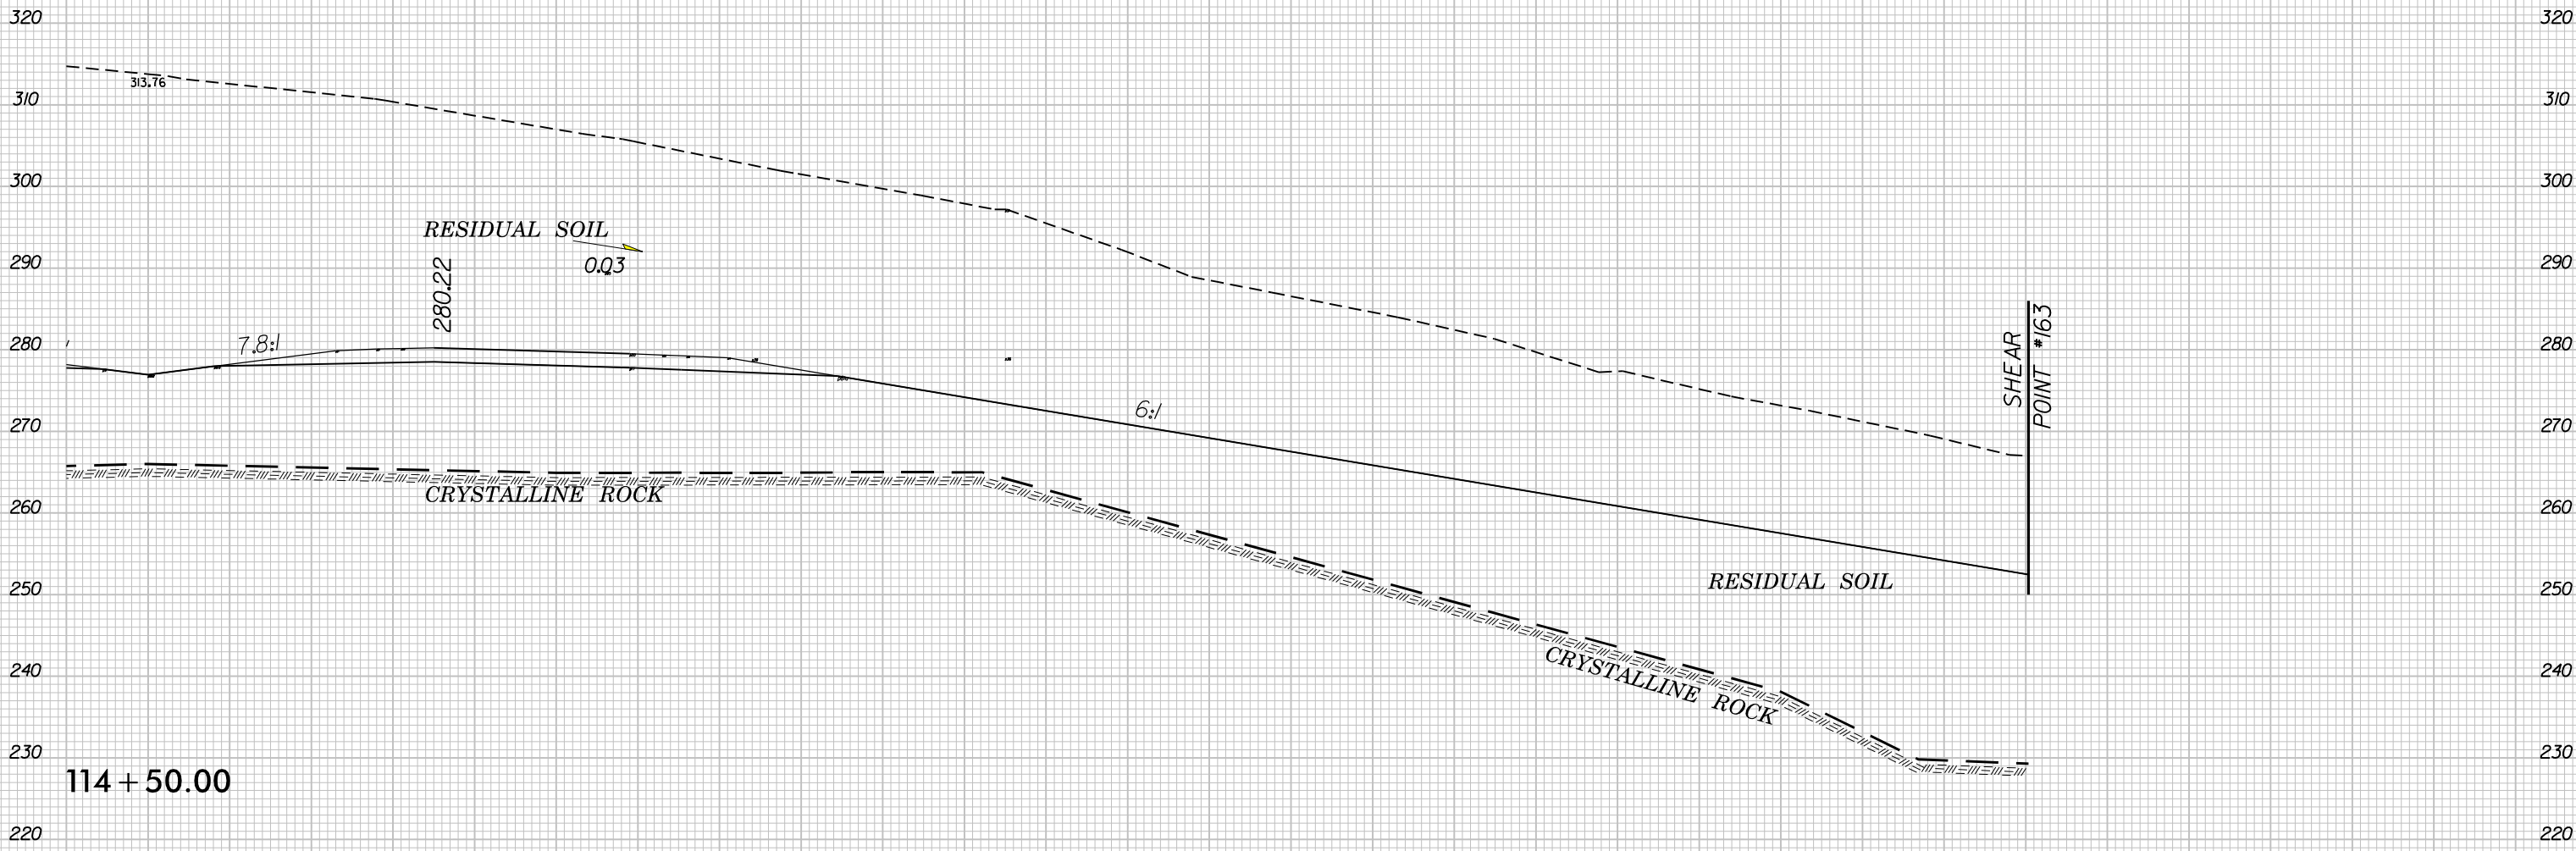 320 320
313.76
310 310
300 300
RESIDUAL SOIL
290 0.03 290
280.22
7.8:1
280 280
SHEAR
POINT #163
6:1
270 270
CRYSTALLINE ROCK
260 260
RESIDUAL SOIL
250 250
240 240
CRYSTALLINE ROCK
230 230
114+50.00
220 220